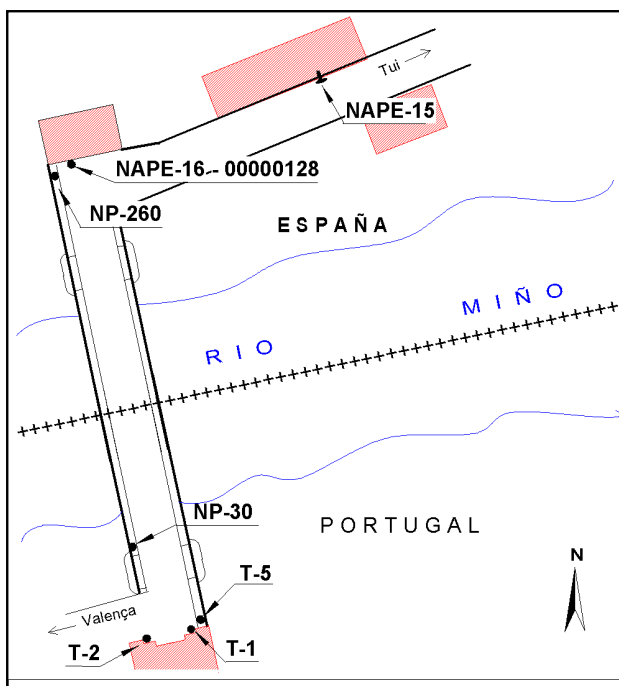 Tui
NAPE-15
NAPE-16 - 00000128
NP-260
ESPAÑA
RIO MIÑO
NP-30
PORTUGAL
N
T-5
Valença
T-2
T-1